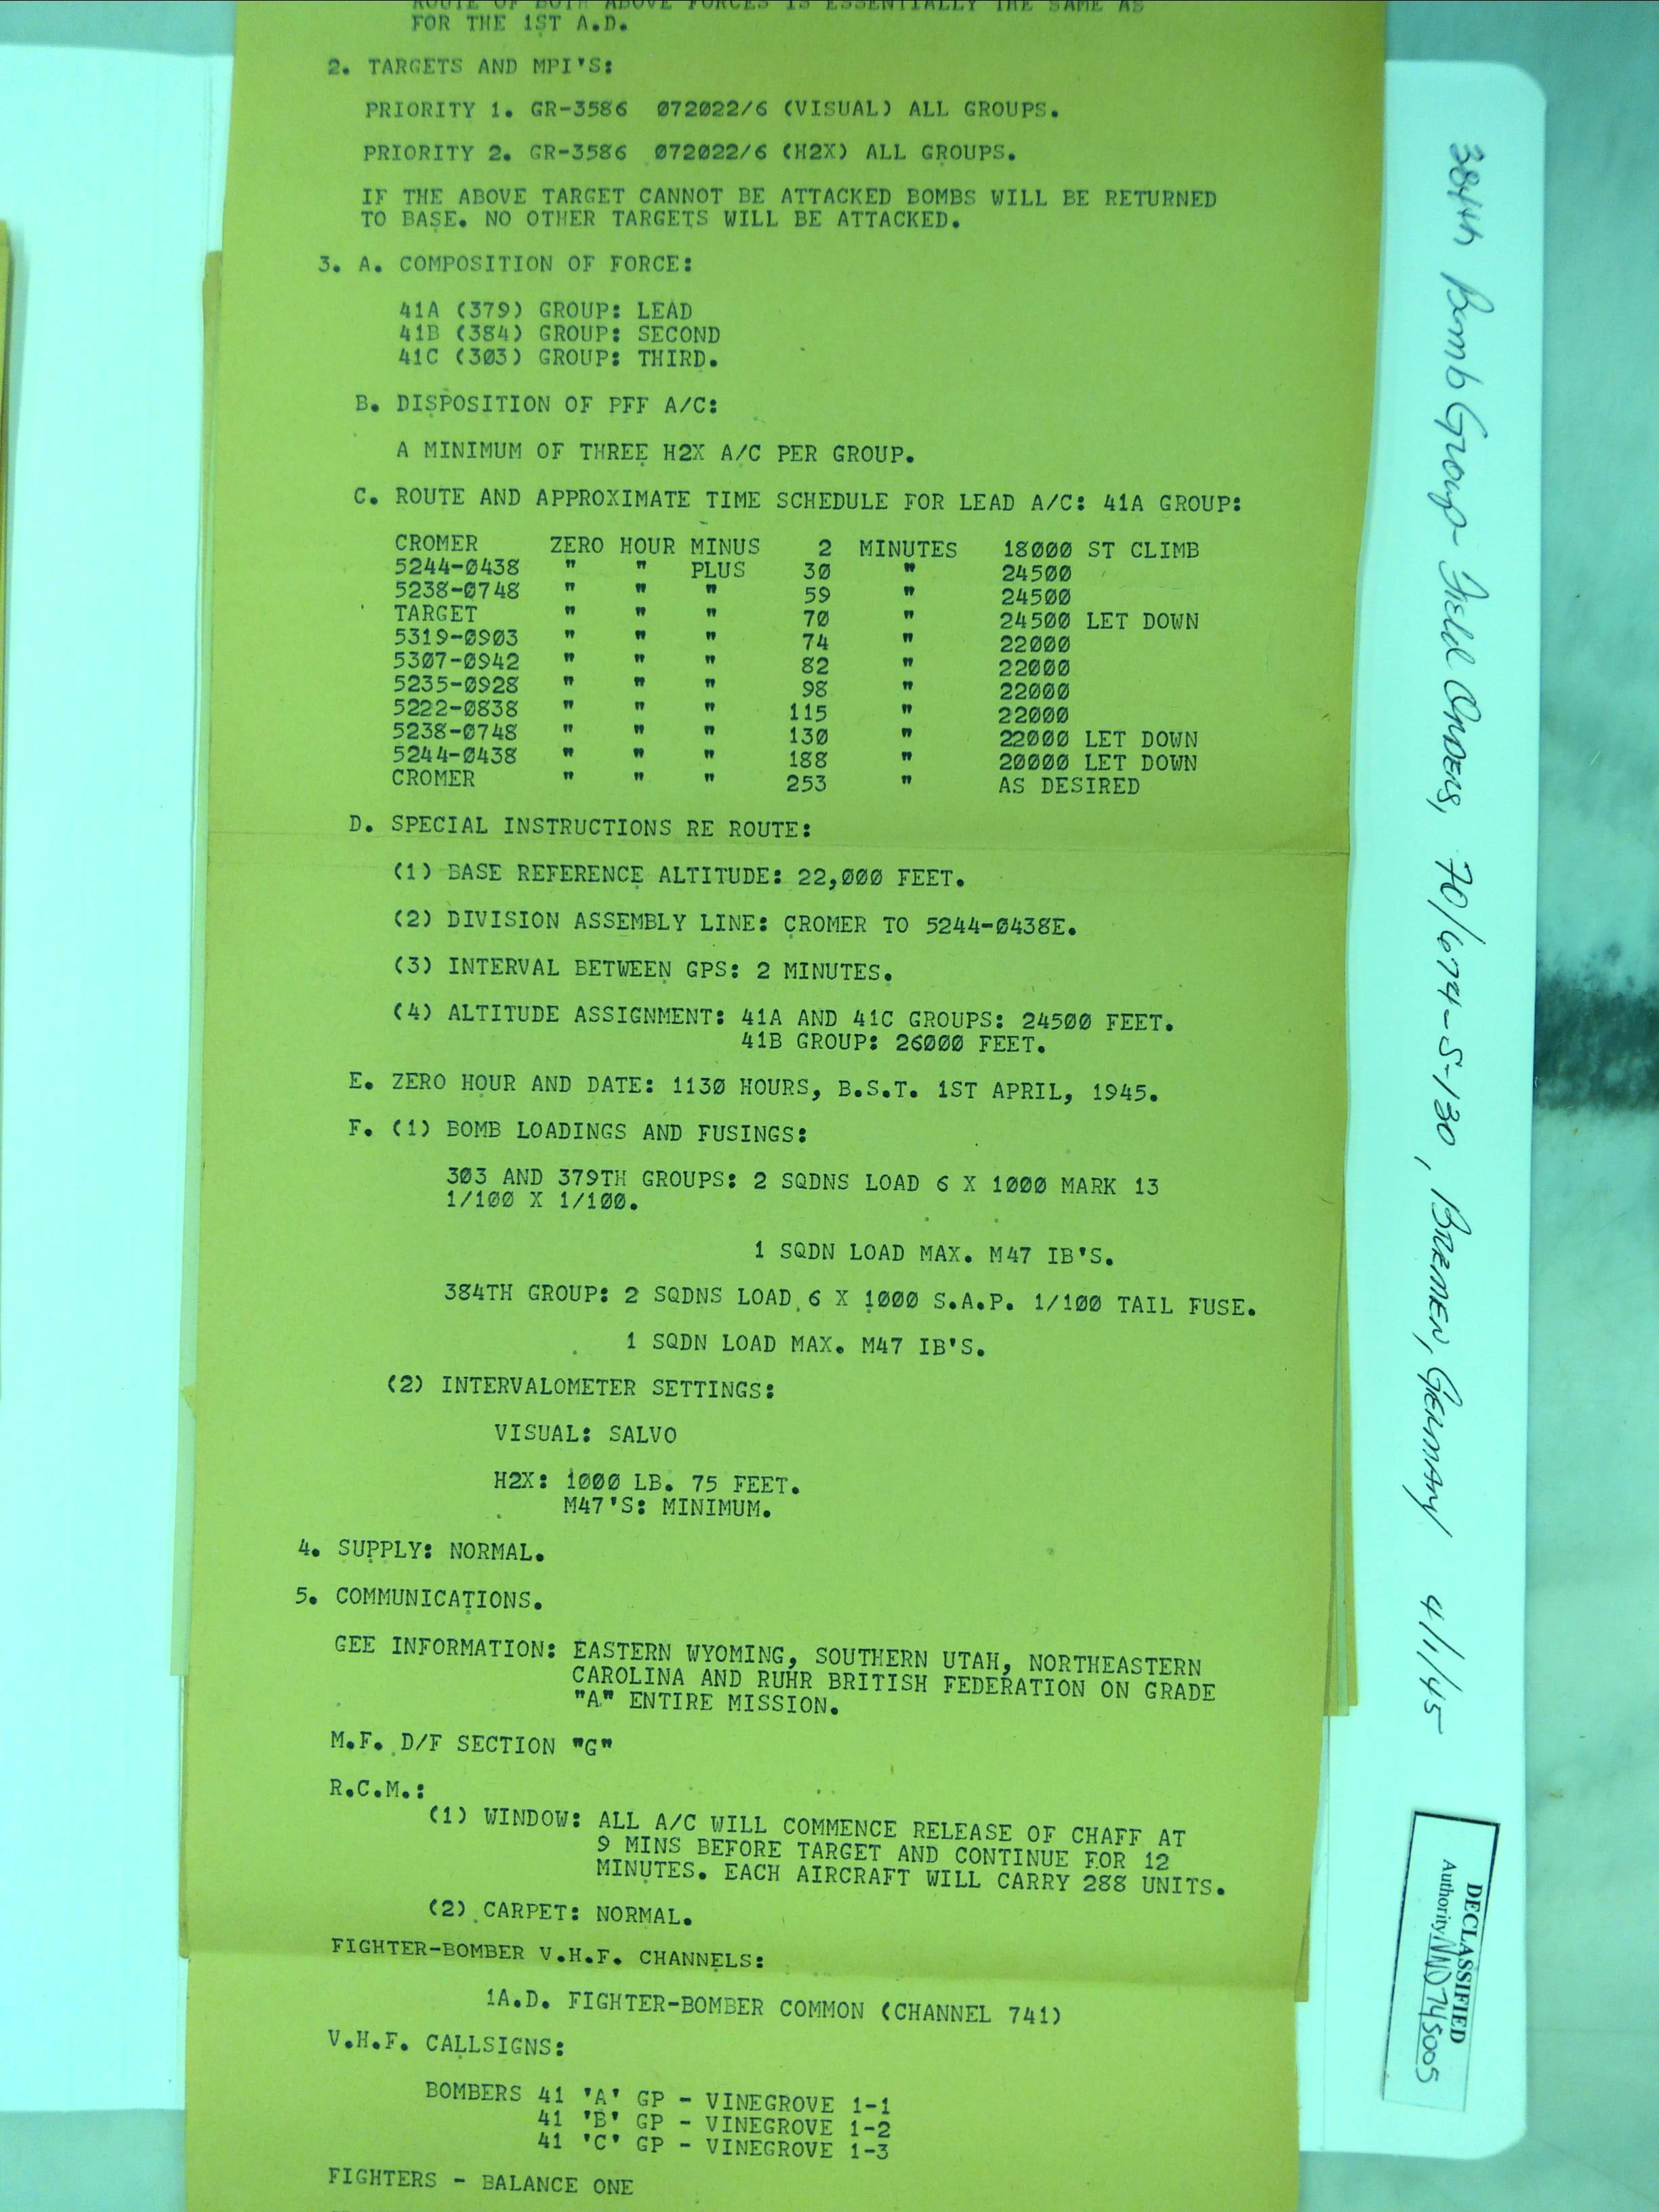 ROUTE OF BOTH ABOVE FORCES IS ESSENTIALLY THE SAME AS
FOR THE 1ST A.D.
2. TARGETS AND MPI'S:
PRIORITY 1. GR-3586 072022/6 (VISUAL) ALL GROUPS.
PRIORITY 2. GR-3586 072022/6 (H2X) ALL GROUPS.
IF THE ABOVE TARGET CANNOT BE ATTACKED BOMBS WILL BE RETURNED
TO BASE. NO OTHER TARGETS WILL BE ATTACKED.
3. A. COMPOSITION OF FORCE:
41A (379) GROUP: LEAD
41B (384) GROUP: SECOND
41C (303) GROUP: THIRD.
B. DISPOSITION OF PFF A/C:
A MINIMUM OF THREE H2X A/C PER GROUP.
C. ROUTE AND APPROXIMATE TIME SCHEDULE FOR LEAD A/C: 41A GROUP:
CROMER ZERO HOUR MINUS 2 MINUTES 18000 ST CLIMB
5244-0438 " " PLUS 30 " 24500
5238-0748 " " " 59 " 24500
TARGET " " " 70 " 24500 LET DOWN
5319-0903 " " " 74 " 22000
5307-0942 " " " 82 " 22000
5235-0928 " " " 98 " 22000
5222-0838 " " " 115 " 22000
5238-0748 " " " 130 " 22000 LET DOWN
5244-0438 " " " 188 " 20000 LET DOWN
CROMER " " " 253 " AS DESIRED
D. SPECIAL INSTRUCTIONS RE ROUTE:
(1) BASE REFERENCE ALTITUDE: 22,000 FEET.
(2) DIVISION ASSEMBLY LINE: CROMER TO 5244-0438E.
(3) INTERVAL BETWEEN GPS: 2 MINUTES.
(4) ALTITUDE ASSIGNMENT: 41A AND 41C GROUPS: 24500 FEET.
41B GROUP: 26000 FEET.
E. ZERO HOUR AND DATE: 1130 HOURS, B.S.T. 1ST APRIL, 1945.
F. (1) BOMB LOADINGS AND FUSINGS:
303 AND 379TH GROUPS: 2 SQDNS LOAD 6 X 1000 MARK 13
1/100 X 1/100.
1 SQDN LOAD MAX. M47 IB'S.
384TH GROUP: 2 SQDNS LOAD 6 X 1000 S.A.P. 1/100 TAIL FUSE.
1 SQDN LOAD MAX. M47 IB'S.
(2) INTERVALOMETER SETTINGS:
VISUAL: SALVO
H2X: 1000 LB. 75 FEET.
M47'S: MINIMUM.
4. SUPPLY: NORMAL.
5. COMMUNICATIONS.
GEE INFORMATION: EASTERN WYOMING, SOUTHERN UTAH, NORTHEASTERN
CAROLINA AND RUHR BRITISH FEDERATION ON GRADE
"A" ENTIRE MISSION.
M.F. D/F SECTION "G"
R.C.M.:
(1) WINDOW: ALL A/C WILL COMMENCE RELEASE OF CHAFF AT
9 MINS BEFORE TARGET AND CONTINUE FOR 12
MINUTES. EACH AIRCRAFT WILL CARRY 288 UNITS.
(2) CARPET: NORMAL.
FIGHTER-BOMBER V.H.F. CHANNELS:
1A.D. FIGHTER-BOMBER COMMON (CHANNEL 741)
V.H.F. CALLSIGNS:
BOMBERS 41 'A' GP - VINEGROVE 1-1
41 'B' GP - VINEGROVE 1-2
41 'C' GP - VINEGROVE 1-3
FIGHTERS - BALANCE ONE
384th Bomb Group Field Orders, 70/674-S-130, BREMEN, GERMANY 4/1/45
DECLASSIFIED
Authority NND745005